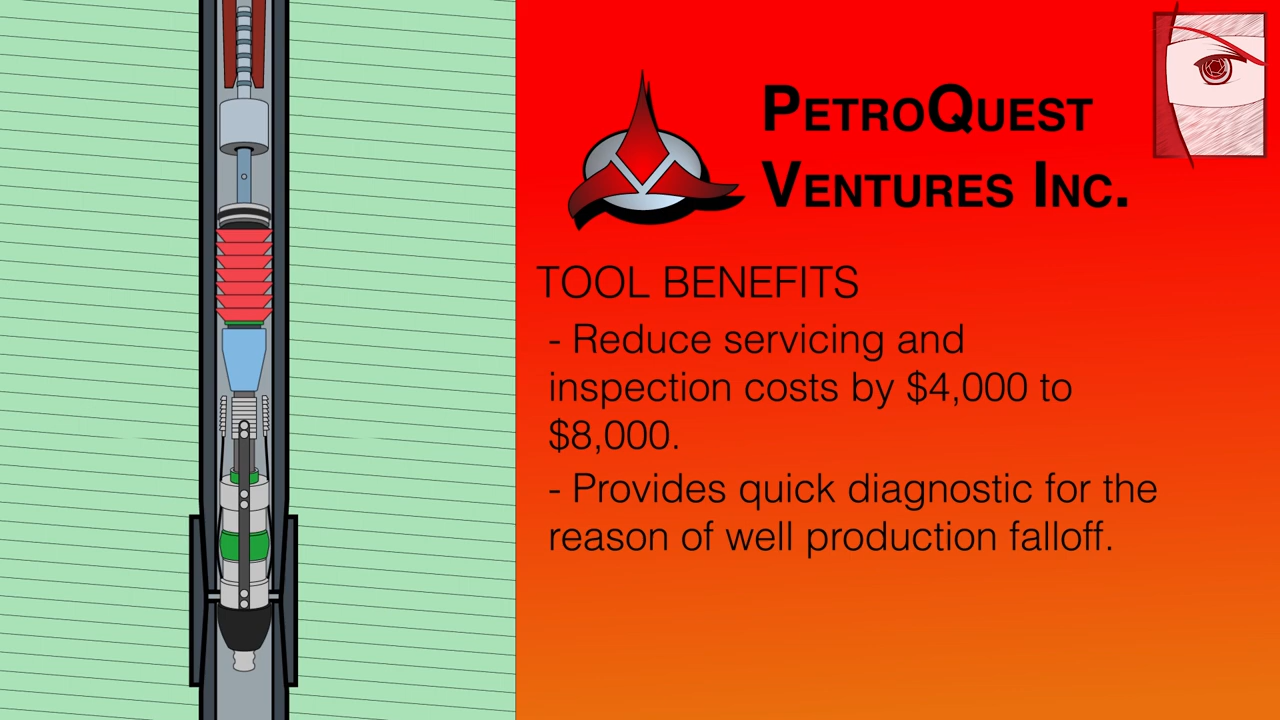 PETROQUEST
VENTURES INC.
TOOL BENEFITS
- Reduce servicing and
inspection costs by $4,000 to
$8,000.
- Provides quick diagnostic for the
reason of well production falloff.